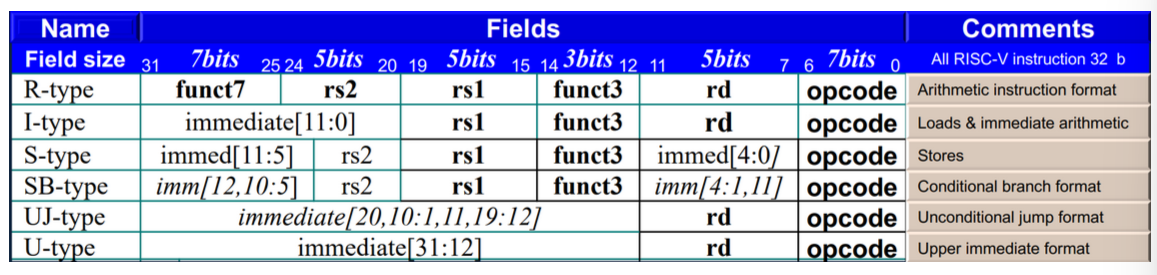 Name Fields Comments
Field size 31 7bits 25 24 5bits 20 19 5bits 15 14 3bits 12 11 5bits 7 6 7bits 0 All RISC-V instruction 32 b
R-type funct7 rs2 rs1 funct3 rd opcode Arithmetic instruction format
I-type immediate[11:0] rs1 funct3 rd opcode Loads & immediate arithmetic
S-type immed[11:5] rs2 rs1 funct3 immed[4:0] opcode Stores
SB-type imm[12,10:5] rs2 rs1 funct3 imm[4:1,11] opcode Conditional branch format
UJ-type immediate[20,10:1,11,19:12] rd opcode Unconditional jump format
U-type immediate[31:12] rd opcode Upper immediate format